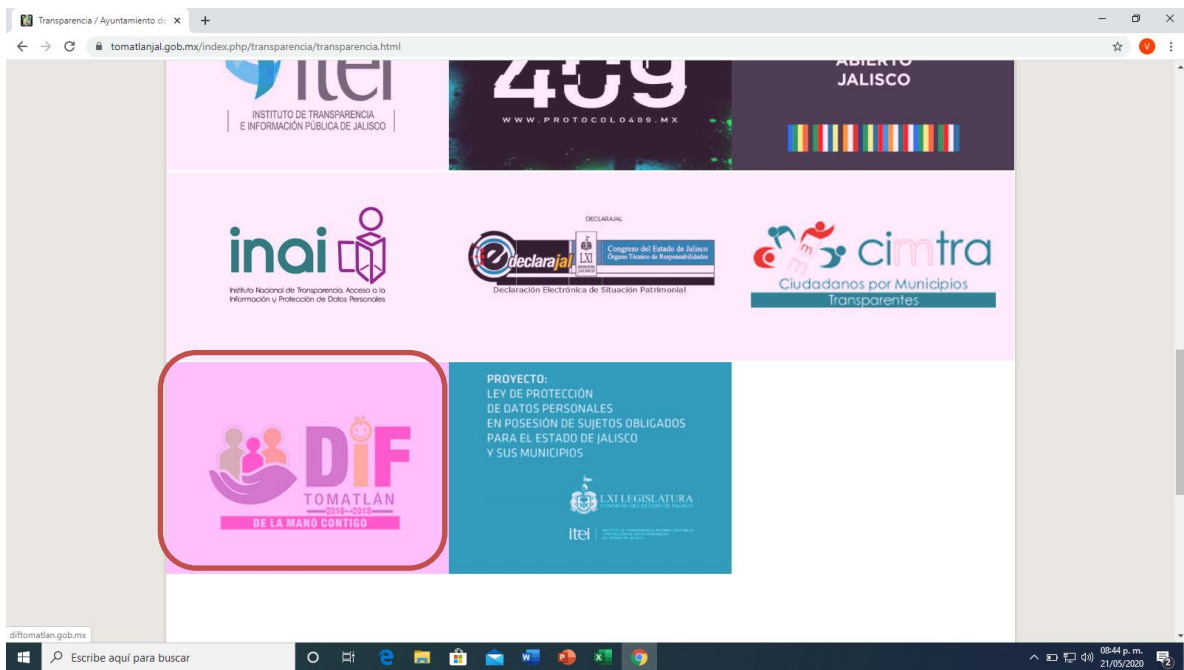 Transparencia / Ayuntamiento de
tomatlanjal.gob.mx/index.php/transparencia/transparencia.html
V
itei
INSTITUTO DE TRANSPARENCIA
E INFORMACIÓN PÚBLICA DE JALISCO
409
WWW.PROTOCOLO409.MX
ABIERTO
JALISCO
inai
Instituto Nacional de Transparencia, Acceso a la
Información y Protección de Datos Personales
DECLARAJAL
edeclarajal
LXI
Congreso del Estado de Jalisco
Órgano Técnico de Responsabilidades
Declaración Electrónica de Situación Patrimonial
cimtra
Ciudadanos por Municipios
Transparentes
DiF
TOMATLÁN
2015-2018
DE LA MANO CONTIGO
PROYECTO:
LEY DE PROTECCIÓN
DE DATOS PERSONALES
EN POSESIÓN DE SUJETOS OBLIGADOS
PARA EL ESTADO DE JALISCO
Y SUS MUNICIPIOS
LXI LEGISLATURA
CONGRESO DEL ESTADO DE JALISCO
itei
diftomatlan.gob.mx
Escribe aquí para buscar
08:44 p. m.
21/05/2020
2